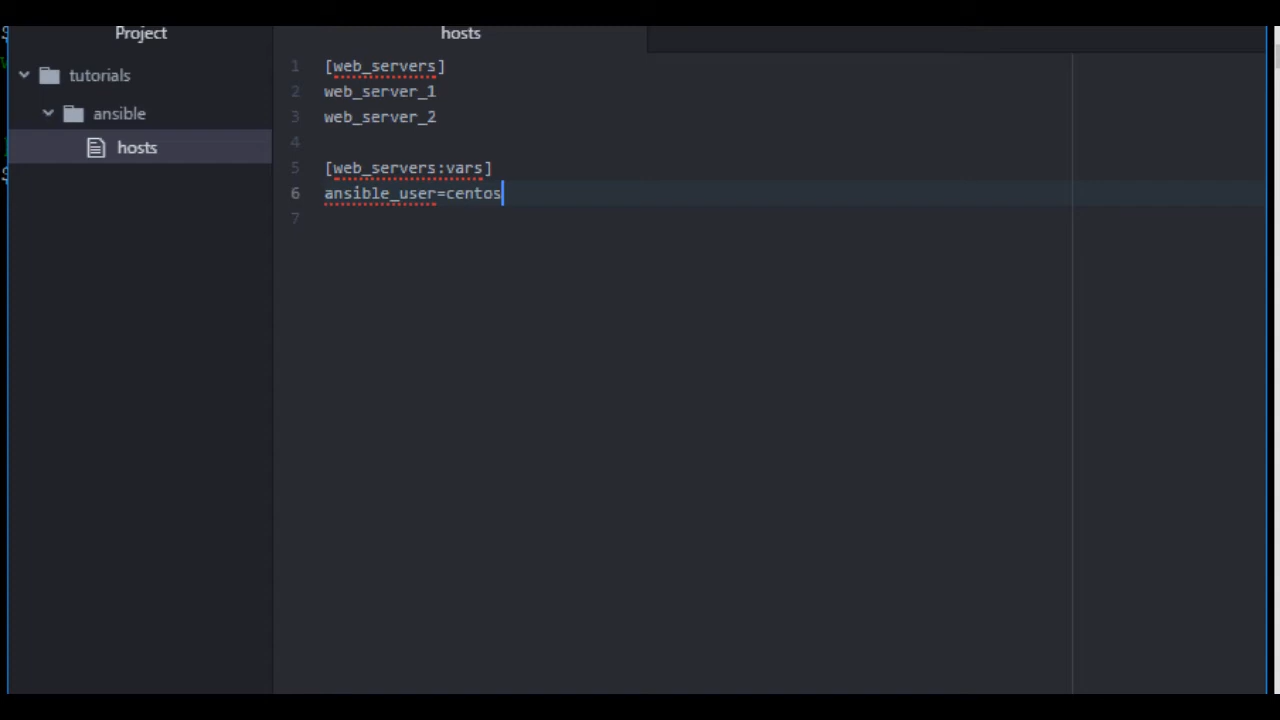 Project
hosts
tutorials
ansible
hosts
1 [web_servers]
2 web_server_1
3 web_server_2
4
5 [web_servers:vars]
6 ansible_user=centos
7